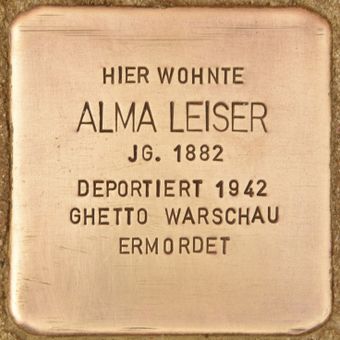 HIER WOHNTE
ALMA LEISER
JG. 1882
DEPORTIERT 1942
GHETTO WARSCHAU
ERMORDET